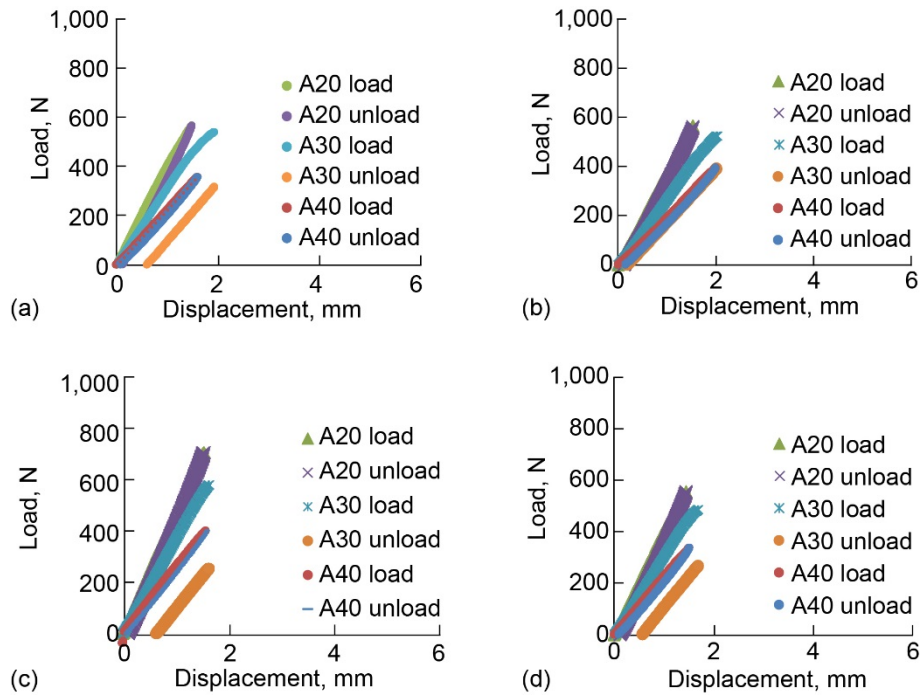 1,000
800
600
400
200
0
Load, N
A20 load
A20 unload
A30 load
A30 unload
A40 load
A40 unload
0 2 4 6
(a) Displacement, mm
1,000
800
600
400
200
0
Load, N
A20 load
A20 unload
A30 load
A30 unload
A40 load
A40 unload
0 2 4 6
(b) Displacement, mm
1,000
800
600
400
200
0
Load, N
A20 load
A20 unload
A30 load
A30 unload
A40 load
A40 unload
0 2 4 6
(c) Displacement, mm
1,000
800
600
400
200
0
Load, N
A20 load
A20 unload
A30 load
A30 unload
A40 load
A40 unload
0 2 4 6
(d) Displacement, mm